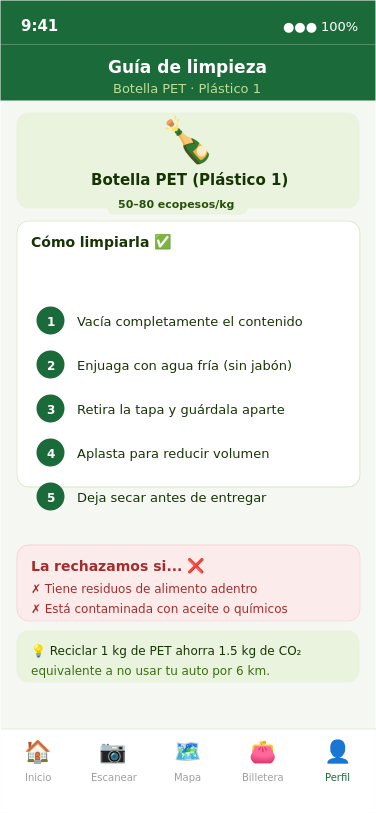 9:41
●●● 100%
Guía de limpieza
Botella PET · Plástico 1
Botella PET (Plástico 1)
50–80 ecopesos/kg
Cómo limpiarla ✅
1 Vacía completamente el contenido
2 Enjuaga con agua fría (sin jabón)
3 Retira la tapa y guárdala aparte
4 Aplasta para reducir volumen
5 Deja secar antes de entregar
La rechazamos si... ❌
✗ Tiene residuos de alimento adentro
✗ Está contaminada con aceite o químicos
💡 Reciclar 1 kg de PET ahorra 1.5 kg de CO₂
equivalente a no usar tu auto por 6 km.
Inicio
Escanear
Mapa
Billetera
Perfil